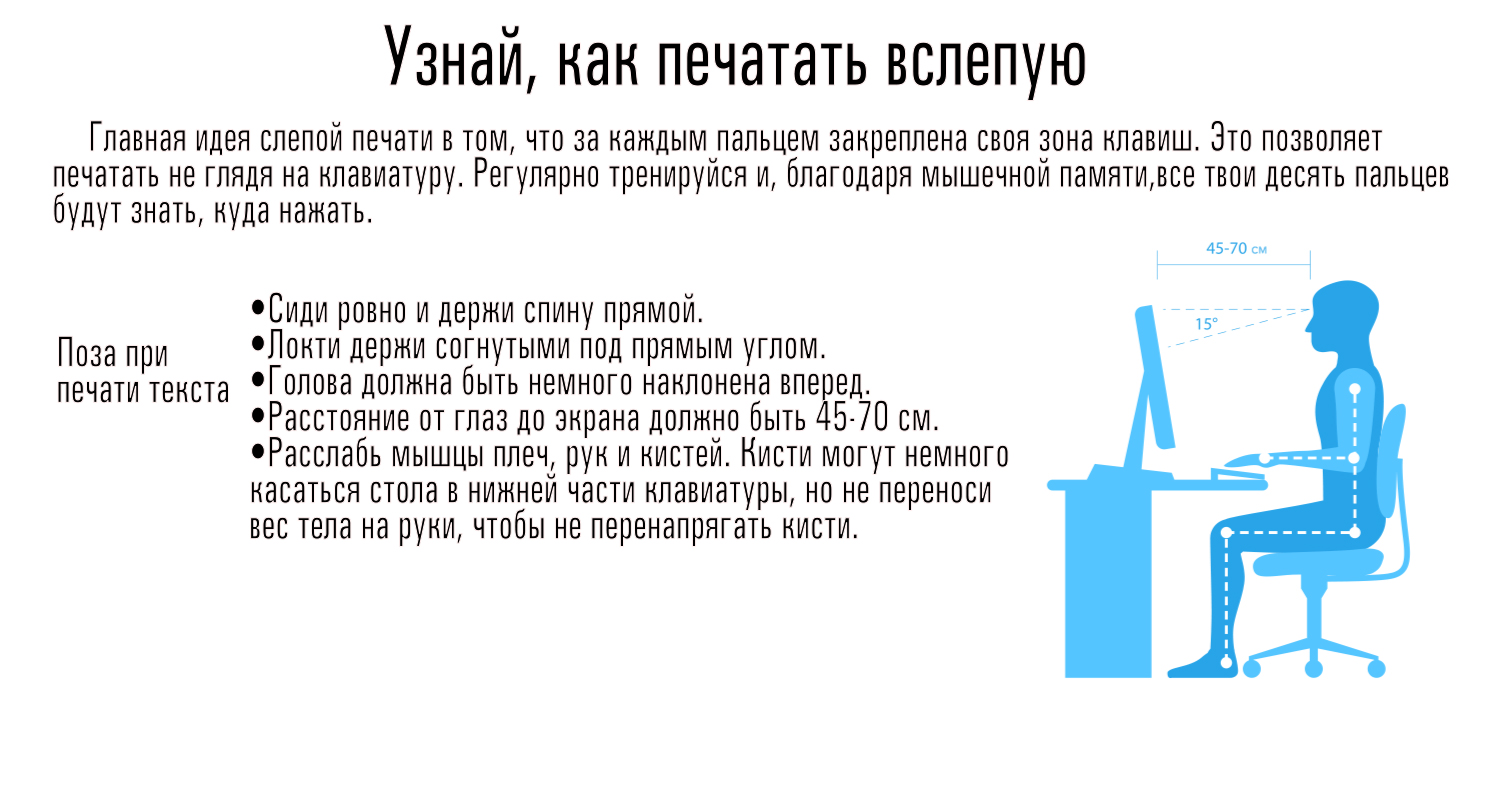 Узнай, как печатать вслепую
Главная идея слепой печати в том, что за каждым пальцем закреплена своя зона клавиш. Это позволяет
печатать не глядя на клавиатуру. Регулярно тренируйся и, благодаря мышечной памяти,все твои десять пальцев
будут знать, куда нажать.
Поза при
печати текста
•Сиди ровно и держи спину прямой.
•Локти держи согнутыми под прямым углом.
•Голова должна быть немного наклонена вперед.
•Расстояние от глаз до экрана должно быть 45-70 см.
•Расслабь мышцы плеч, рук и кистей. Кисти могут немного
касаться стола в нижней части клавиатуры, но не переноси
вес тела на руки, чтобы не перенапрягать кисти.
45-70 см
15°